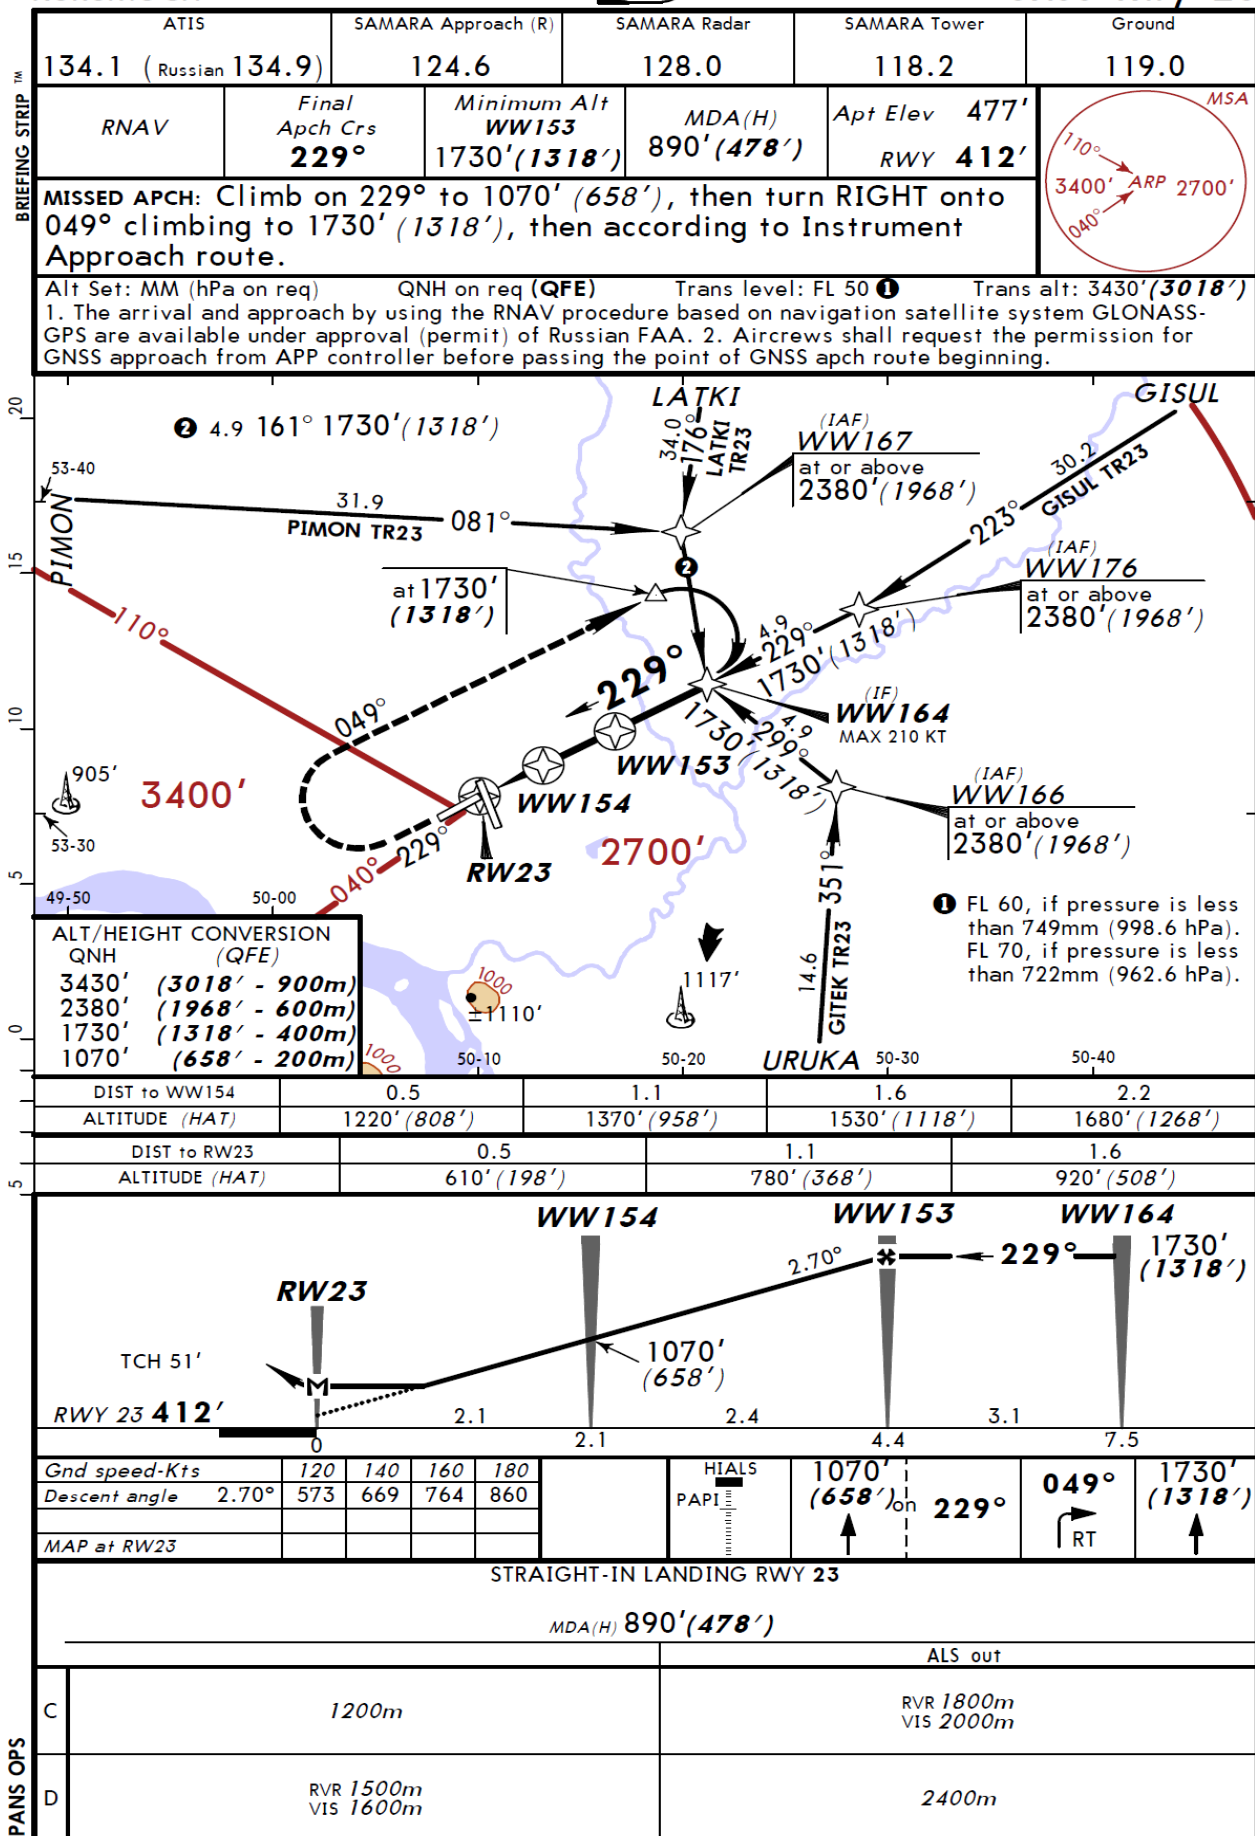 ATIS
134.1 (Russian 134.9)
SAMARA Approach (R)
124.6
SAMARA Radar
128.0
SAMARA Tower
118.2
Ground
119.0
BRIEFING STRIP ™
RNAV
Final
Apch Crs
229°
Minimum Alt
WW153
1730'(1318')
MDA(H)
890'(478')
Apt Elev 477'
RWY 412'
MSA
110°
3400' ARP 2700'
040°
MISSED APCH: Climb on 229° to 1070' (658'), then turn RIGHT onto
049° climbing to 1730' (1318'), then according to Instrument
Approach route.
Alt Set: MM (hPa on req) QNH on req (QFE) Trans level: FL 50 ❶ Trans alt: 3430'(3018')
1. The arrival and approach by using the RNAV procedure based on navigation satellite system GLONASS-
GPS are available under approval (permit) of Russian FAA. 2. Aircrews shall request the permission for
GNSS approach from APP controller before passing the point of GNSS apch route beginning.
20
15
10
5
0
5
❷ 4.9 161° 1730'(1318')
LATKI
34.0
176°
LATKI
TR23
(IAF)
WW167
at or above
2380'(1968')
GISUL
30.2
GISUL TR23
223°
53-40
PIMON
31.9
PIMON TR23
081°
❷
at 1730'
(1318')
(IAF)
WW176
at or above
2380'(1968')
110°
4.9
229°
1730'(1318')
229°
049°
(IF)
WW164
MAX 210 KT
4.9
299°
1730'(1318')
WW153
WW154
905'
3400'
53-30
(IAF)
WW166
at or above
2380'(1968')
229°
040°
RW23
2700'
351°
14.6
GITEK TR23
URUKA
49-50
50-00
50-10
50-20
50-30
50-40
❶ FL 60, if pressure is less
than 749mm (998.6 hPa).
FL 70, if pressure is less
than 722mm (962.6 hPa).
1117'
1000
±1110'
1000
ALT/HEIGHT CONVERSION
QNH (QFE)
3430' (3018' - 900m)
2380' (1968' - 600m)
1730' (1318' - 400m)
1070' (658' - 200m)
DIST to WW154 0.5 1.1 1.6 2.2
ALTITUDE (HAT) 1220'(808') 1370'(958') 1530'(1118') 1680'(1268')
DIST to RW23 0.5 1.1 1.6
ALTITUDE (HAT) 610'(198') 780'(368') 920'(508')
WW154
WW153
WW164
RW23
2.70°
229°
1730'
(1318')
1070'
(658')
TCH 51'
M
RWY 23 412'
2.1 2.4 3.1
0 2.1 4.4 7.5
Gnd speed-Kts 120 140 160 180
Descent angle 2.70° 573 669 764 860
MAP at RW23
HIALS
PAPI
1070'
(658') on 229°
049°
RT
1730'
(1318')
STRAIGHT-IN LANDING RWY 23
MDA(H) 890'(478')
ALS out
C
1200m
RVR 1800m
VIS 2000m
D
RVR 1500m
VIS 1600m
2400m
PANS OPS